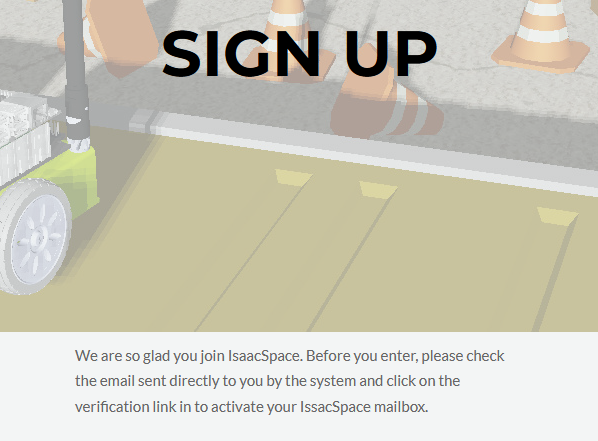 SIGN UP
We are so glad you join IsaacSpace. Before you enter, please check
the email sent directly to you by the system and click on the
verification link in to activate your IssacSpace mailbox.